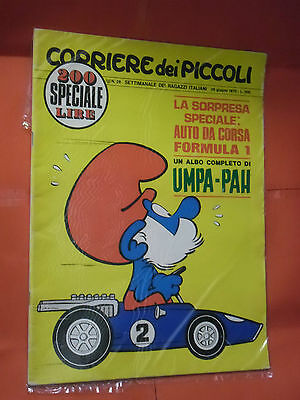 CORRIERE dei PICCOLI
SETTIMANALE DEI RAGAZZI ITALIANI
200
SPECIALE
LIRE
LA SORPRESA
SPECIALE:
AUTO DA CORSA
FORMULA 1
UN ALBO COMPLETO DI
UMPA-PAH
2